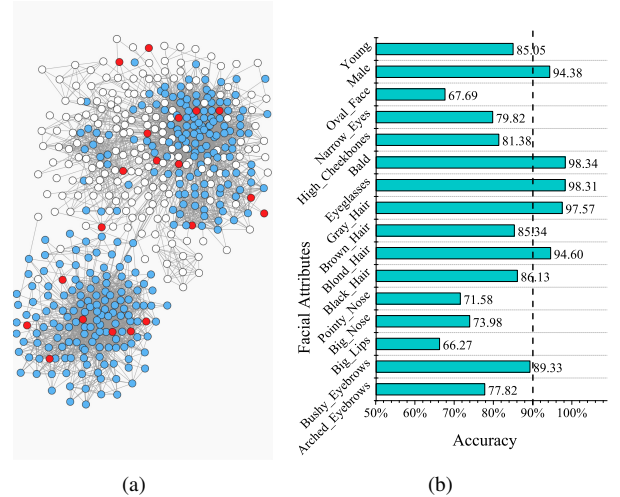 (a)
Facial Attributes
Young 85.05
Male 94.38
Oval_Face 67.69
Narrow_Eyes 79.82
High_Cheekbones 81.38
Bald 98.34
Eyeglasses 98.31
Gray_Hair 97.57
Brown_Hair 85.34
Blond_Hair 94.60
Black_Hair 86.13
Pointy_Nose 71.58
Big_Nose 73.98
Big_Lips 66.27
Bushy_Eyebrows 89.33
Arched_Eyebrows 77.82
50% 60% 70% 80% 90% 100%
Accuracy
(b)